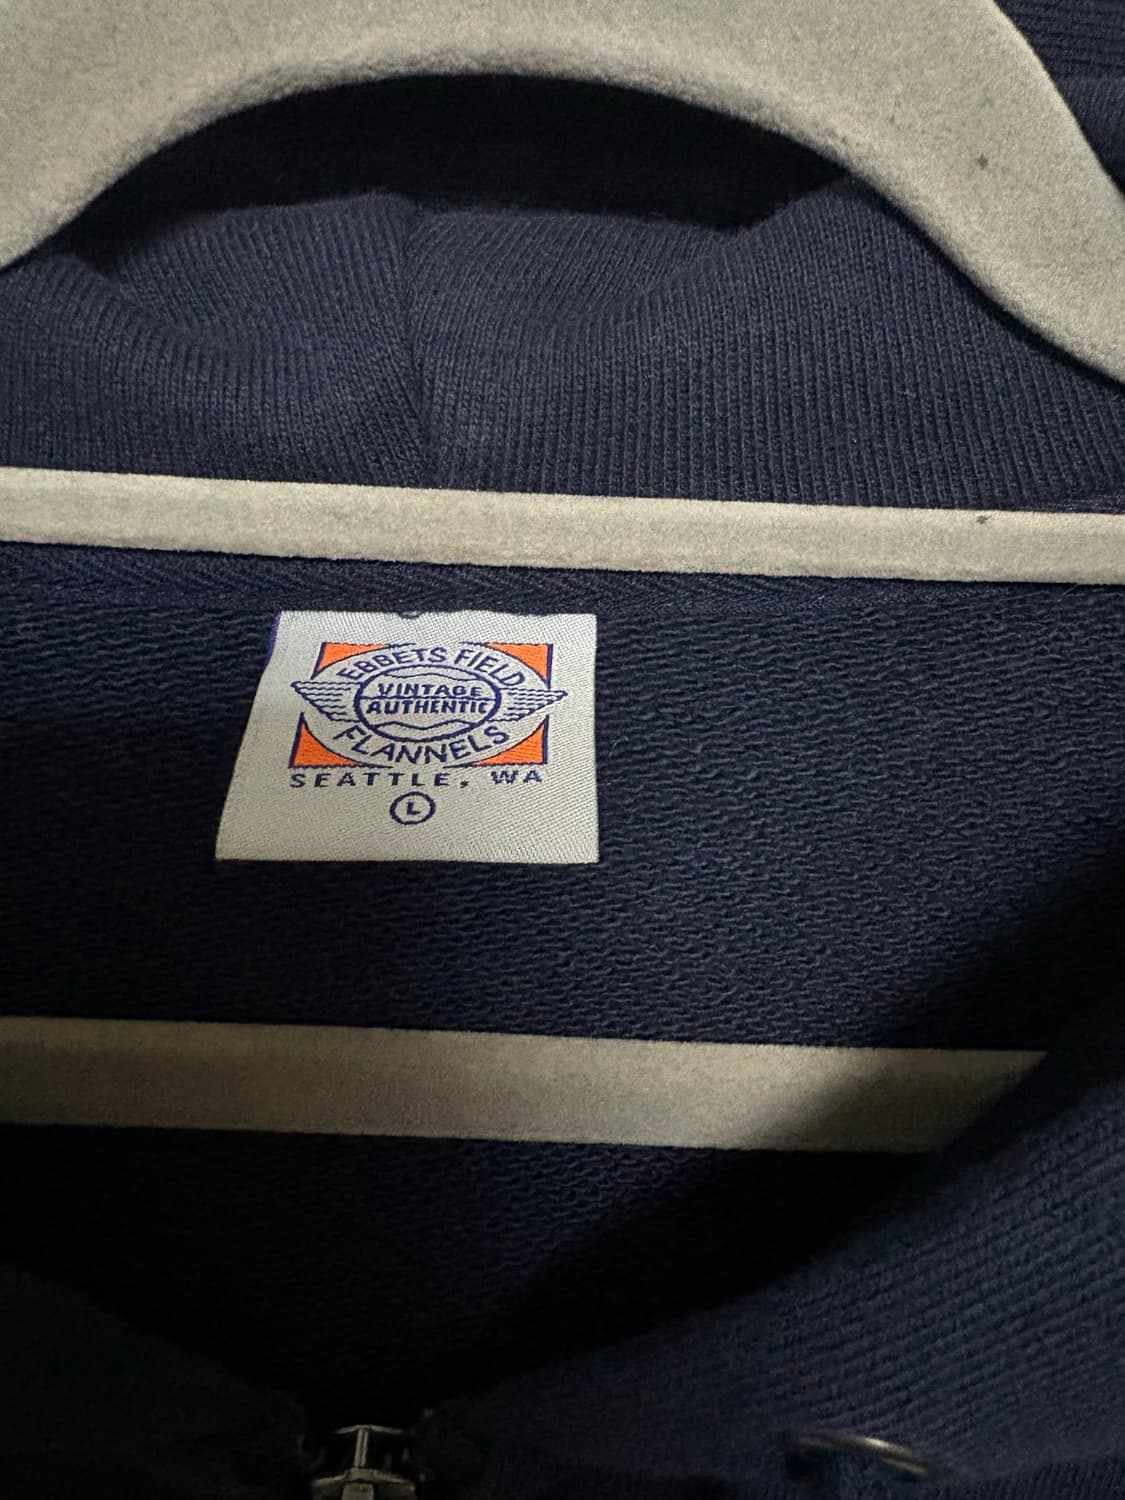 EBBETS FIELD
VINTAGE
AUTHENTIC
FLANNELS
SEATTLE, WA
L